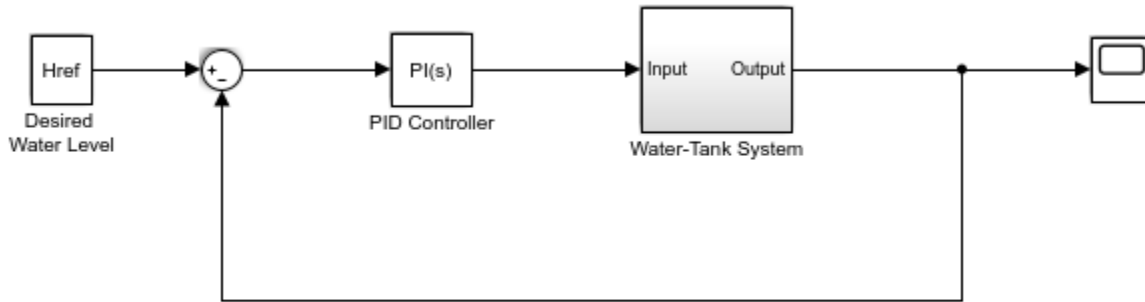 Href
Desired
Water Level
+
-
PI(s)
PID Controller
Input
Output
Water-Tank System